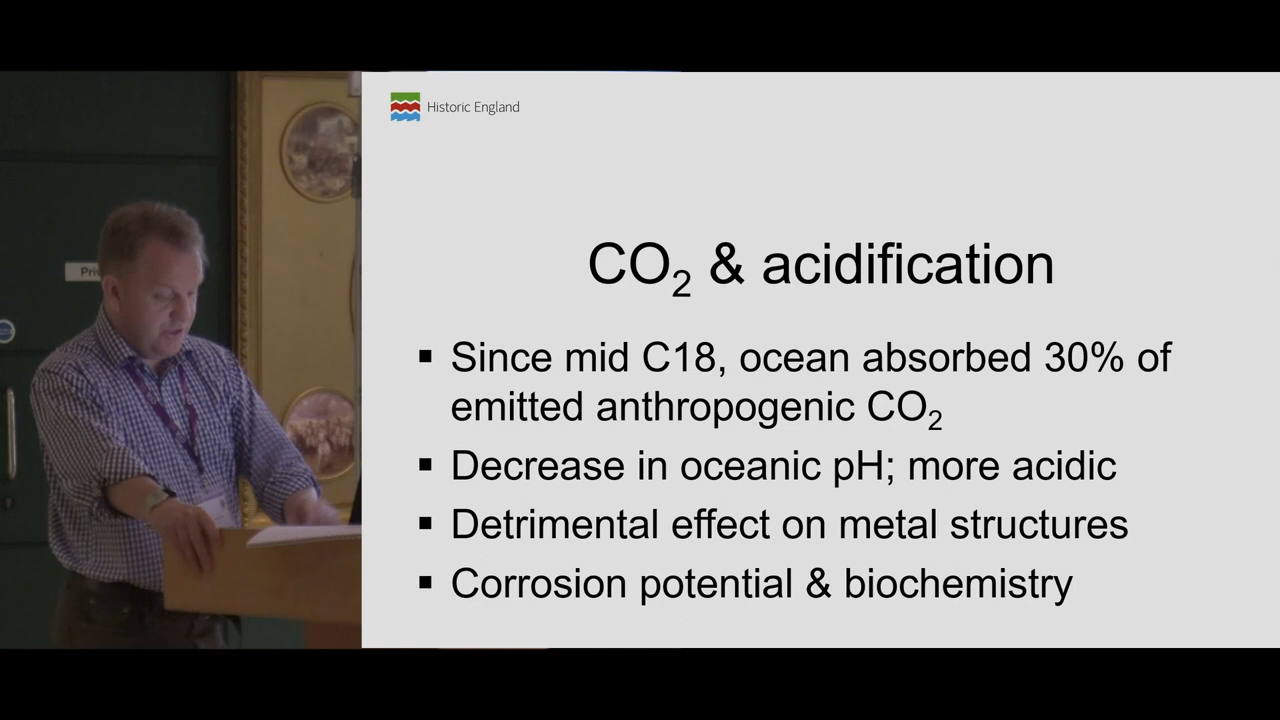 Historic England
CO₂ & acidification
▪ Since mid C18, ocean absorbed 30% of
emitted anthropogenic CO₂
▪ Decrease in oceanic pH; more acidic
▪ Detrimental effect on metal structures
▪ Corrosion potential & biochemistry